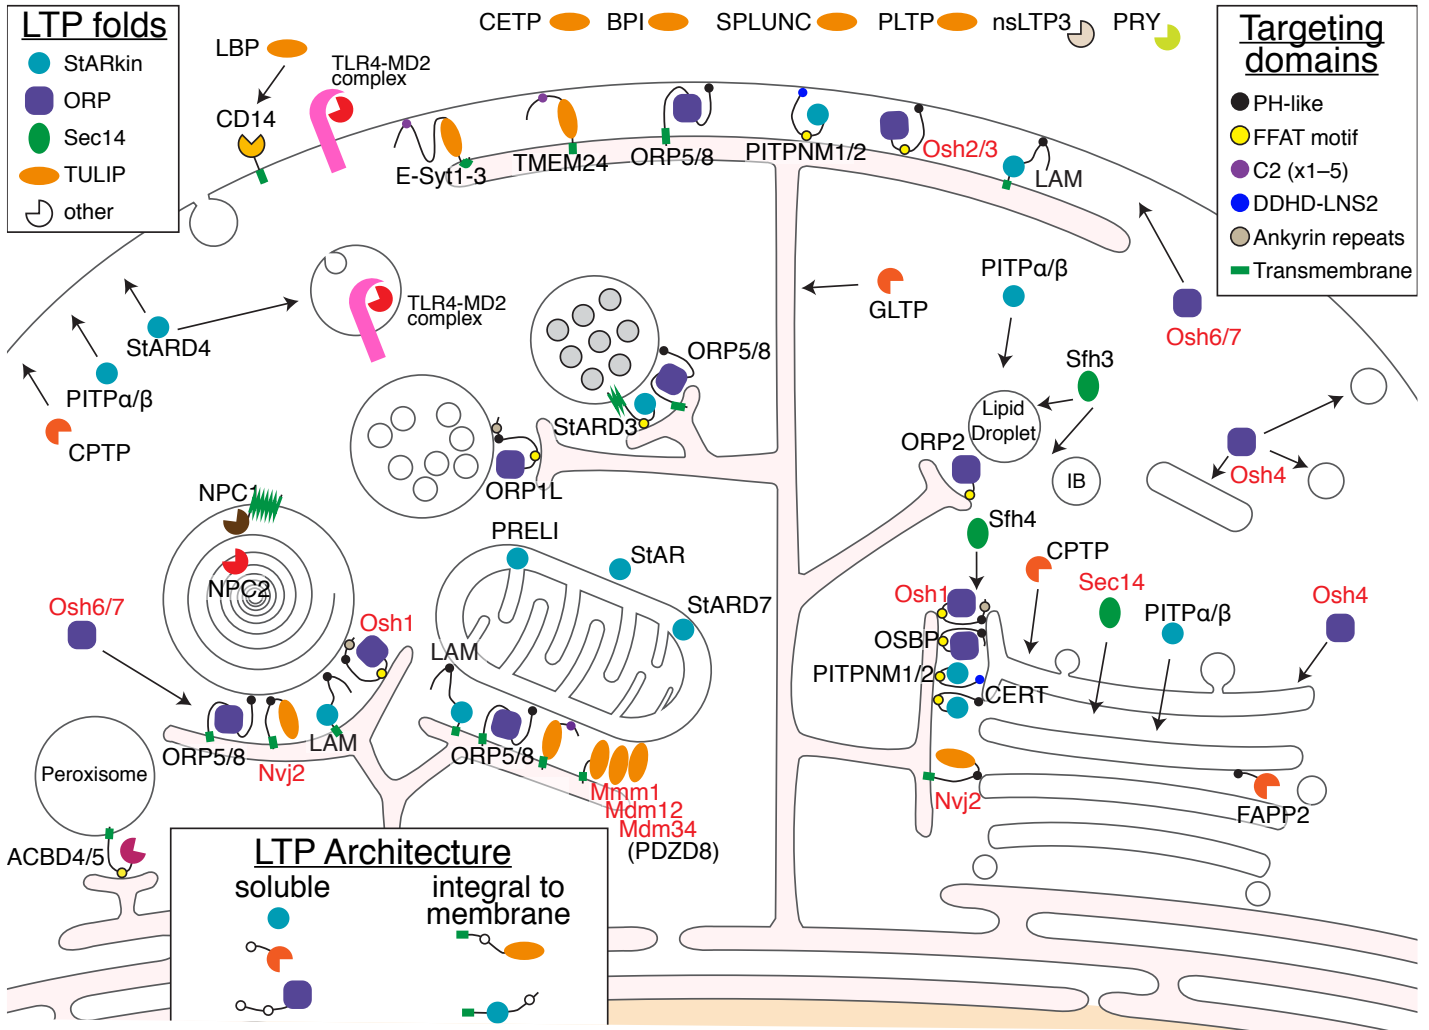 LTP folds
StARkin
ORP
Sec14
TULIP
other
LBP
CD14
TLR4-MD2
complex
CETP
BPI
SPLUNC
PLTP
nsLTP3
PRY
Targeting
domains
PH-like
FFAT motif
C2 (x1–5)
DDHD-LNS2
Ankyrin repeats
Transmembrane
E-Syt1-3
TMEM24
ORP5/8
PITPNM1/2
Osh2/3
LAM
StARD4
PITPα/β
CPTP
TLR4-MD2
complex
ORP5/8
StARD3
ORP1L
GLTP
PITPα/β
Osh6/7
Sfh3
Lipid
Droplet
ORP2
IB
Osh4
Sfh4
NPC1
NPC2
PRELI
StAR
StARD7
Osh6/7
Osh1
LAM
ORP5/8
Nvj2
LAM
ORP5/8
Mmm1
Mdm12
Mdm34
(PDZD8)
Peroxisome
ACBD4/5
CPTP
Sec14
PITPα/β
Osh4
Osh1
OSBP
PITPNM1/2
CERT
Nvj2
FAPP2
LTP Architecture
soluble
integral to
membrane